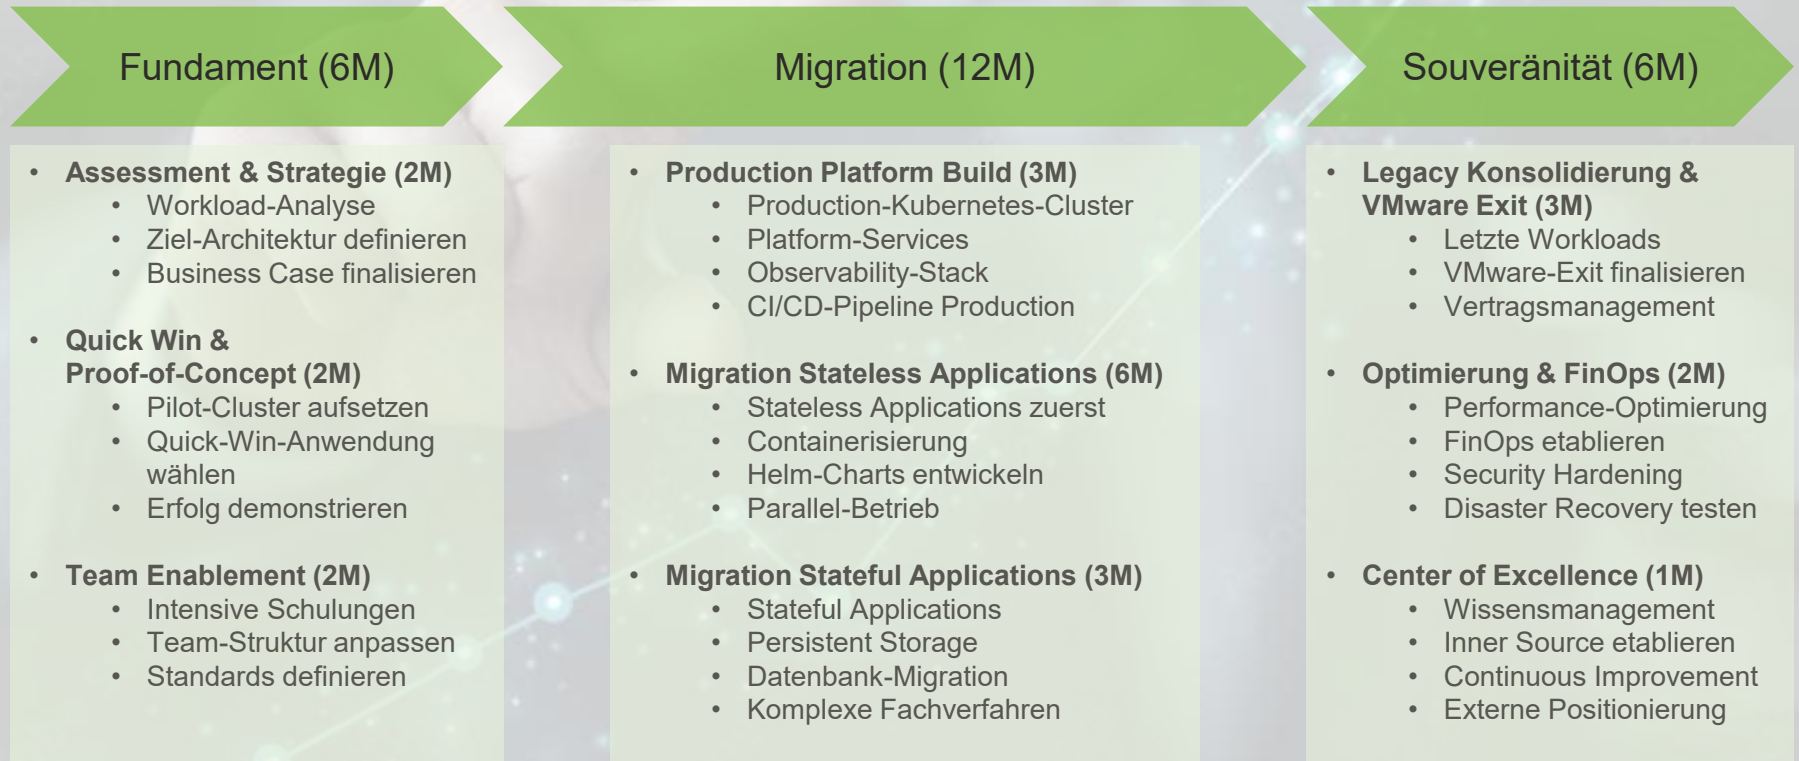 Fundament (6M)
Migration (12M)
Souveränität (6M)
• Assessment & Strategie (2M)
• Workload-Analyse
• Ziel-Architektur definieren
• Business Case finalisieren
• Quick Win &
Proof-of-Concept (2M)
• Pilot-Cluster aufsetzen
• Quick-Win-Anwendung
wählen
• Erfolg demonstrieren
• Team Enablement (2M)
• Intensive Schulungen
• Team-Struktur anpassen
• Standards definieren
• Production Platform Build (3M)
• Production-Kubernetes-Cluster
• Platform-Services
• Observability-Stack
• CI/CD-Pipeline Production
• Migration Stateless Applications (6M)
• Stateless Applications zuerst
• Containerisierung
• Helm-Charts entwickeln
• Parallel-Betrieb
• Migration Stateful Applications (3M)
• Stateful Applications
• Persistent Storage
• Datenbank-Migration
• Komplexe Fachverfahren
• Legacy Konsolidierung &
VMware Exit (3M)
• Letzte Workloads
• VMware-Exit finalisieren
• Vertragsmanagement
• Optimierung & FinOps (2M)
• Performance-Optimierung
• FinOps etablieren
• Security Hardening
• Disaster Recovery testen
• Center of Excellence (1M)
• Wissensmanagement
• Inner Source etablieren
• Continuous Improvement
• Externe Positionierung